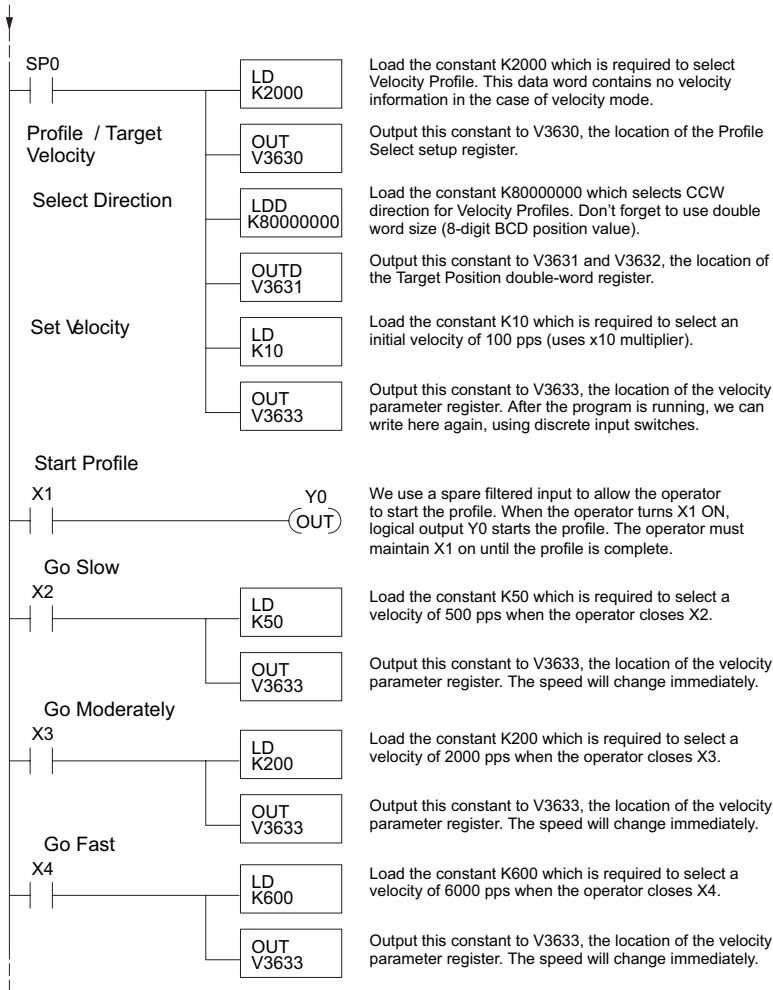 SP0
LD
K2000
Load the constant K2000 which is required to select
Velocity Profile. This data word contains no velocity
information in the case of velocity mode.
Profile / Target
Velocity
OUT
V3630
Output this constant to V3630, the location of the Profile
Select setup register.
Select Direction
LDD
K80000000
Load the constant K80000000 which selects CCW
direction for Velocity Profiles. Don't forget to use double
word size (8-digit BCD position value).
OUTD
V3631
Output this constant to V3631 and V3632, the location of
the Target Position double-word register.
Set Velocity
LD
K10
Load the constant K10 which is required to select an
initial velocity of 100 pps (uses x10 multiplier).
OUT
V3633
Output this constant to V3633, the location of the velocity
parameter register. After the program is running, we can
write here again, using discrete input switches.
Start Profile
X1
Y0
OUT
We use a spare filtered input to allow the operator
to start the profile. When the operator turns X1 ON,
logical output Y0 starts the profile. The operator must
maintain X1 on until the profile is complete.
Go Slow
X2
LD
K50
Load the constant K50 which is required to select a
velocity of 500 pps when the operator closes X2.
OUT
V3633
Output this constant to V3633, the location of the velocity
parameter register. The speed will change immediately.
Go Moderately
X3
LD
K200
Load the constant K200 which is required to select a
velocity of 2000 pps when the operator closes X3.
OUT
V3633
Output this constant to V3633, the location of the velocity
parameter register. The speed will change immediately.
Go Fast
X4
LD
K600
Load the constant K600 which is required to select a
velocity of 6000 pps when the operator closes X4.
OUT
V3633
Output this constant to V3633, the location of the velocity
parameter register. The speed will change immediately.